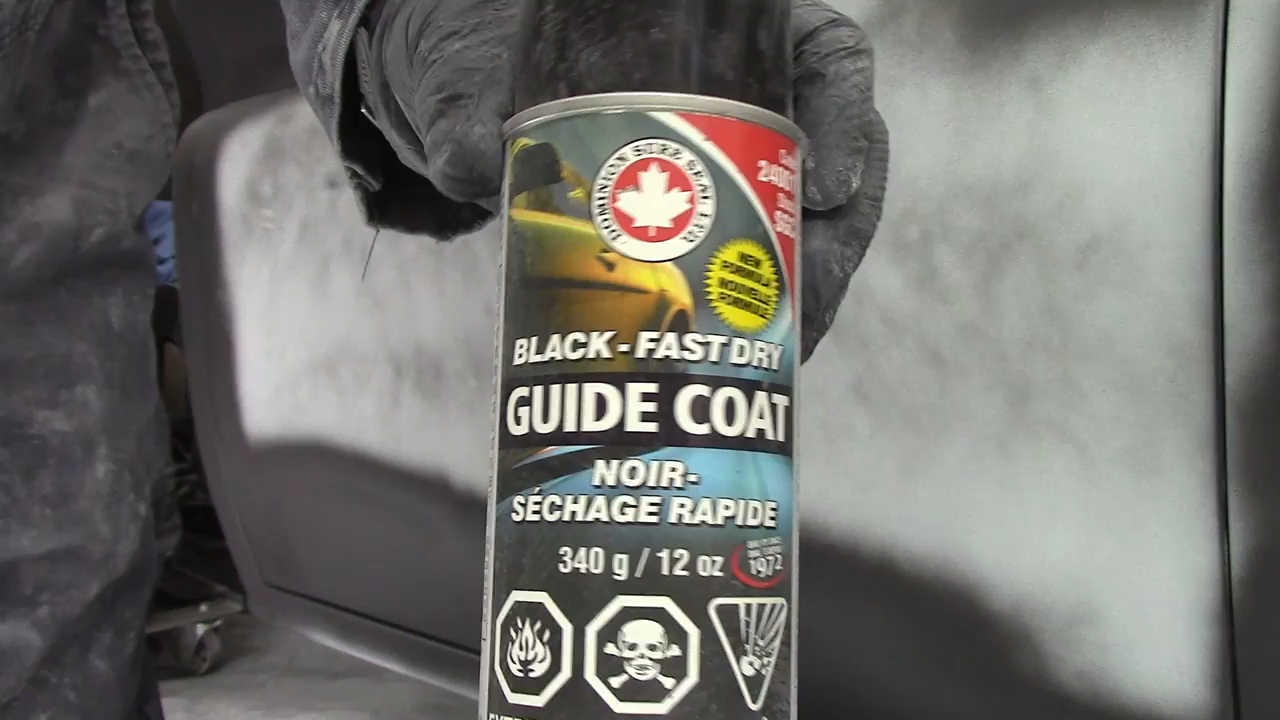 DOMINION SURE SEAL LTD.
NEW
FORMULA
NOUVELLE
FORMULE
BLACK - FAST DRY
GUIDE COAT
NOIR-
SÉCHAGE RAPIDE
340 g / 12 oz
1972